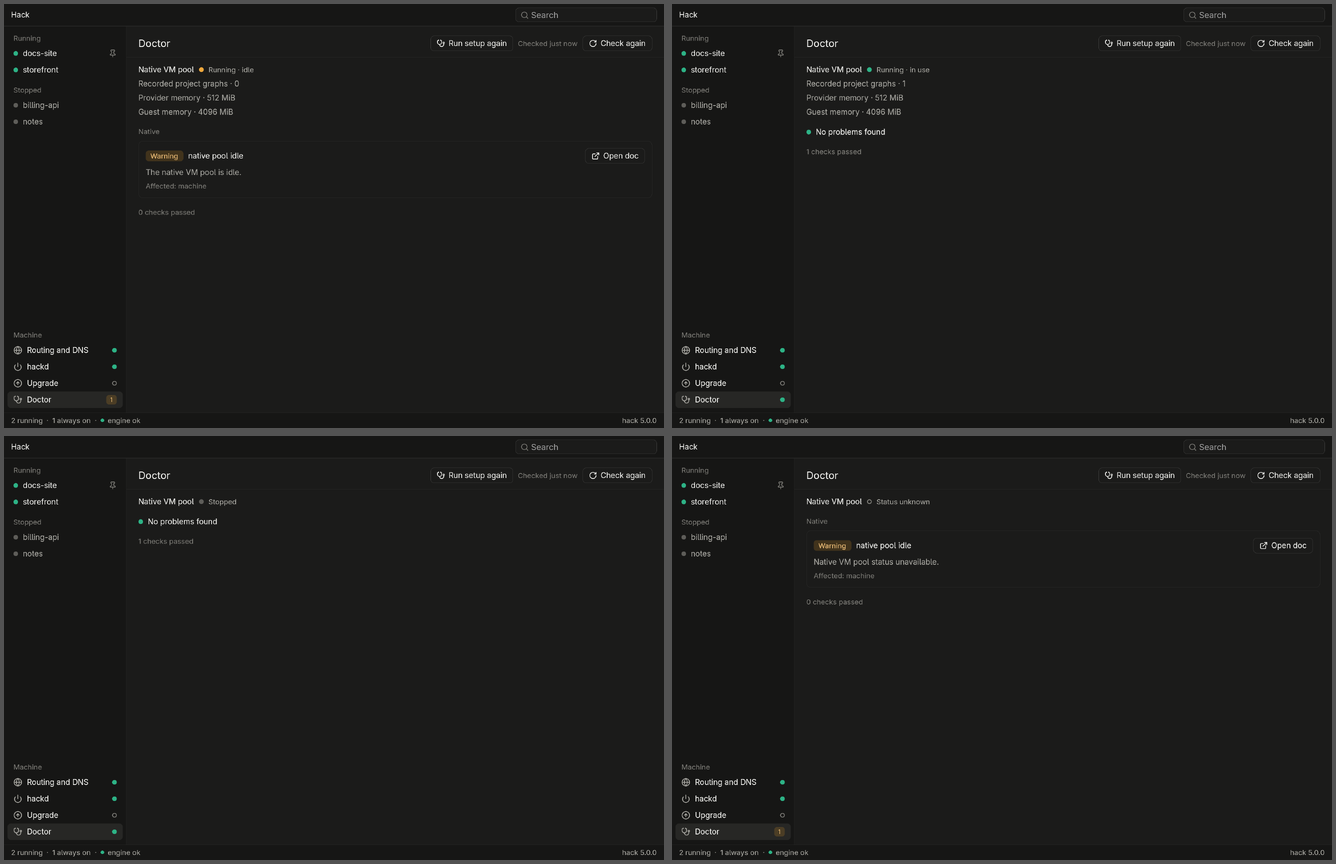 Hack
Search
Running
docs-site
storefront
Stopped
billing-api
notes
Machine
Routing and DNS
hackd
Upgrade
Doctor 1
Doctor
Run setup again
Checked just now
Check again
Native VM pool Running · idle
Recorded project graphs · 0
Provider memory · 512 MiB
Guest memory · 4096 MiB
Native
Warning native pool idle
Open doc
The native VM pool is idle.
Affected: machine
0 checks passed
2 running · 1 always on · engine ok
hack 5.0.0
Hack
Search
Running
docs-site
storefront
Stopped
billing-api
notes
Machine
Routing and DNS
hackd
Upgrade
Doctor
Doctor
Run setup again
Checked just now
Check again
Native VM pool Running · in use
Recorded project graphs · 1
Provider memory · 512 MiB
Guest memory · 4096 MiB
No problems found
1 checks passed
2 running · 1 always on · engine ok
hack 5.0.0
Hack
Search
Running
docs-site
storefront
Stopped
billing-api
notes
Machine
Routing and DNS
hackd
Upgrade
Doctor
Doctor
Run setup again
Checked just now
Check again
Native VM pool Stopped
No problems found
1 checks passed
2 running · 1 always on · engine ok
hack 5.0.0
Hack
Search
Running
docs-site
storefront
Stopped
billing-api
notes
Machine
Routing and DNS
hackd
Upgrade
Doctor 1
Doctor
Run setup again
Checked just now
Check again
Native VM pool Status unknown
Native
Warning native pool idle
Open doc
Native VM pool status unavailable.
Affected: machine
0 checks passed
2 running · 1 always on · engine ok
hack 5.0.0